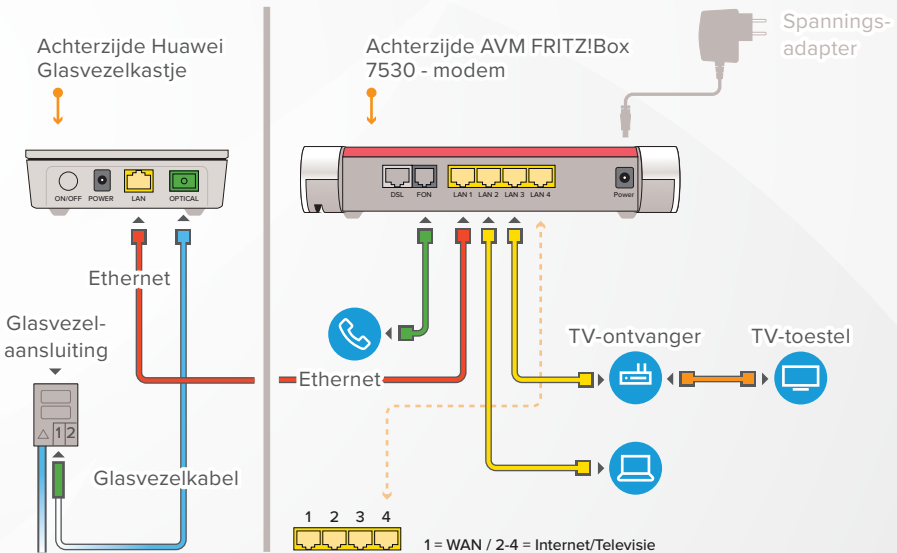 Achterzijde Huawei
Glasvezelkastje
Achterzijde AVM FRITZ!Box
7530 - modem
Spannings-
adapter
ON/OFF POWER LAN OPTICAL
DSL FON LAN 1 LAN 2 LAN 3 LAN 4 Power
Ethernet
Glasvezel-
aansluiting
TV-ontvanger
TV-toestel
Ethernet
1 2
Glasvezelkabel
1 2 3 4
1 = WAN / 2-4 = Internet/Televisie